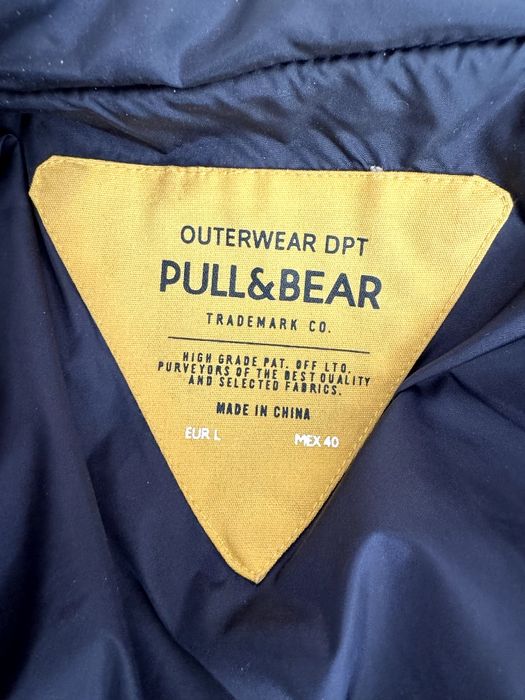 OUTERWEAR DPT
PULL&BEAR
TRADEMARK CO.
HIGH GRADE PAT. OFF LTO.
PURVEYORS OF THE BEST QUALITY
AND SELECTED FABRICS.
MADE IN CHINA
EUR L MEX 40